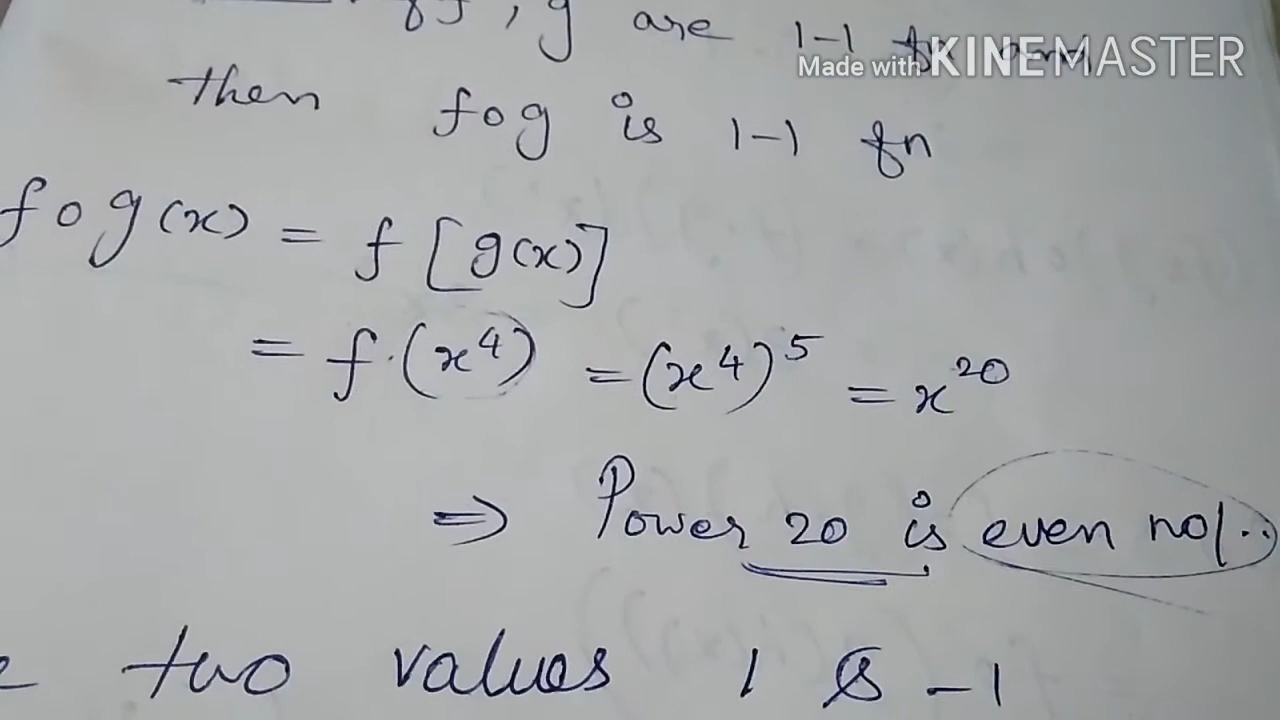 , g are 1-1
Made with KINEMASTER
then fog is 1-1 fn
fog(x) = f[g(x)]
= f.(x⁴) = (x⁴)⁵ = x²⁰
⇒ Power 20 is even no/..
two values 1 & -1